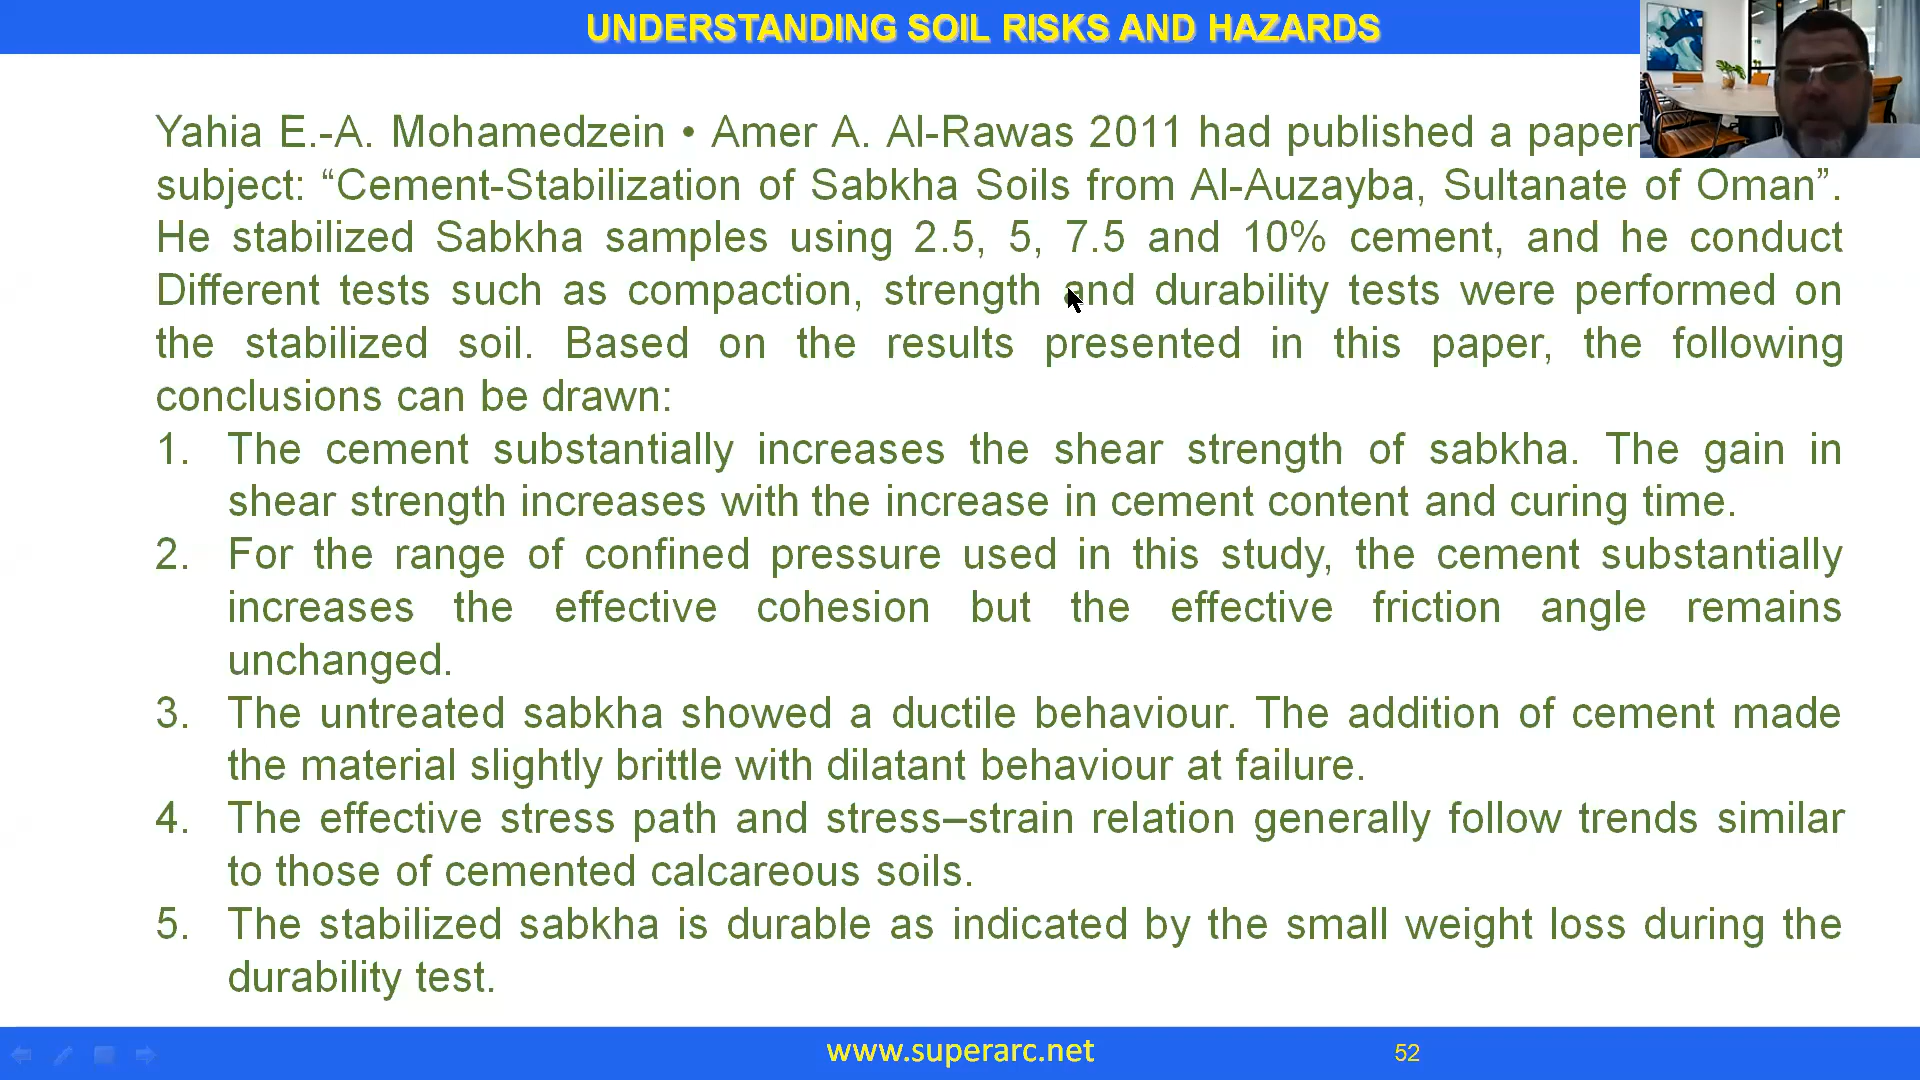 UNDERSTANDING SOIL RISKS AND HAZARDS
Yahia E.-A. Mohamedzein • Amer A. Al-Rawas 2011 had published a paper
subject: “Cement-Stabilization of Sabkha Soils from Al-Auzayba, Sultanate of Oman”.
He stabilized Sabkha samples using 2.5, 5, 7.5 and 10% cement, and he conduct
Different tests such as compaction, strength and durability tests were performed on
the stabilized soil. Based on the results presented in this paper, the following
conclusions can be drawn:
1. The cement substantially increases the shear strength of sabkha. The gain in
shear strength increases with the increase in cement content and curing time.
2. For the range of confined pressure used in this study, the cement substantially
increases the effective cohesion but the effective friction angle remains
unchanged.
3. The untreated sabkha showed a ductile behaviour. The addition of cement made
the material slightly brittle with dilatant behaviour at failure.
4. The effective stress path and stress–strain relation generally follow trends similar
to those of cemented calcareous soils.
5. The stabilized sabkha is durable as indicated by the small weight loss during the
durability test.
www.superarc.net
52